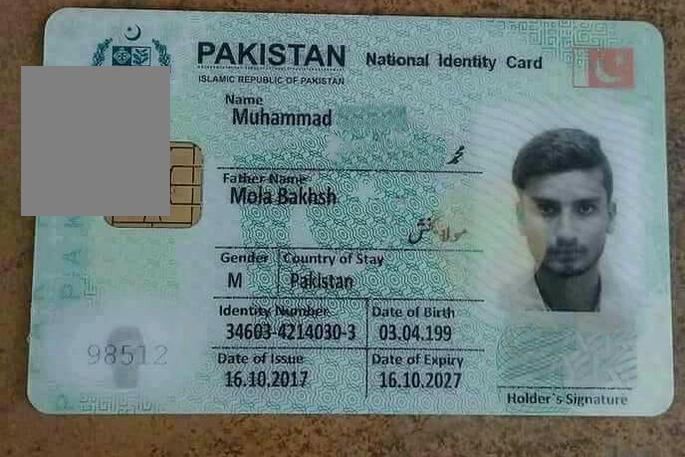 PAKISTAN National Identity Card
ISLAMIC REPUBLIC OF PAKISTAN
Name
Muhammad
محمد
Father Name
Mola Bakhsh
مولا بخش
Gender Country of Stay
M Pakistan
Identity Number Date of Birth
34603-4214030-3 03.04.199
Date of Issue Date of Expiry
16.10.2017 16.10.2027
98512
Holder's Signature